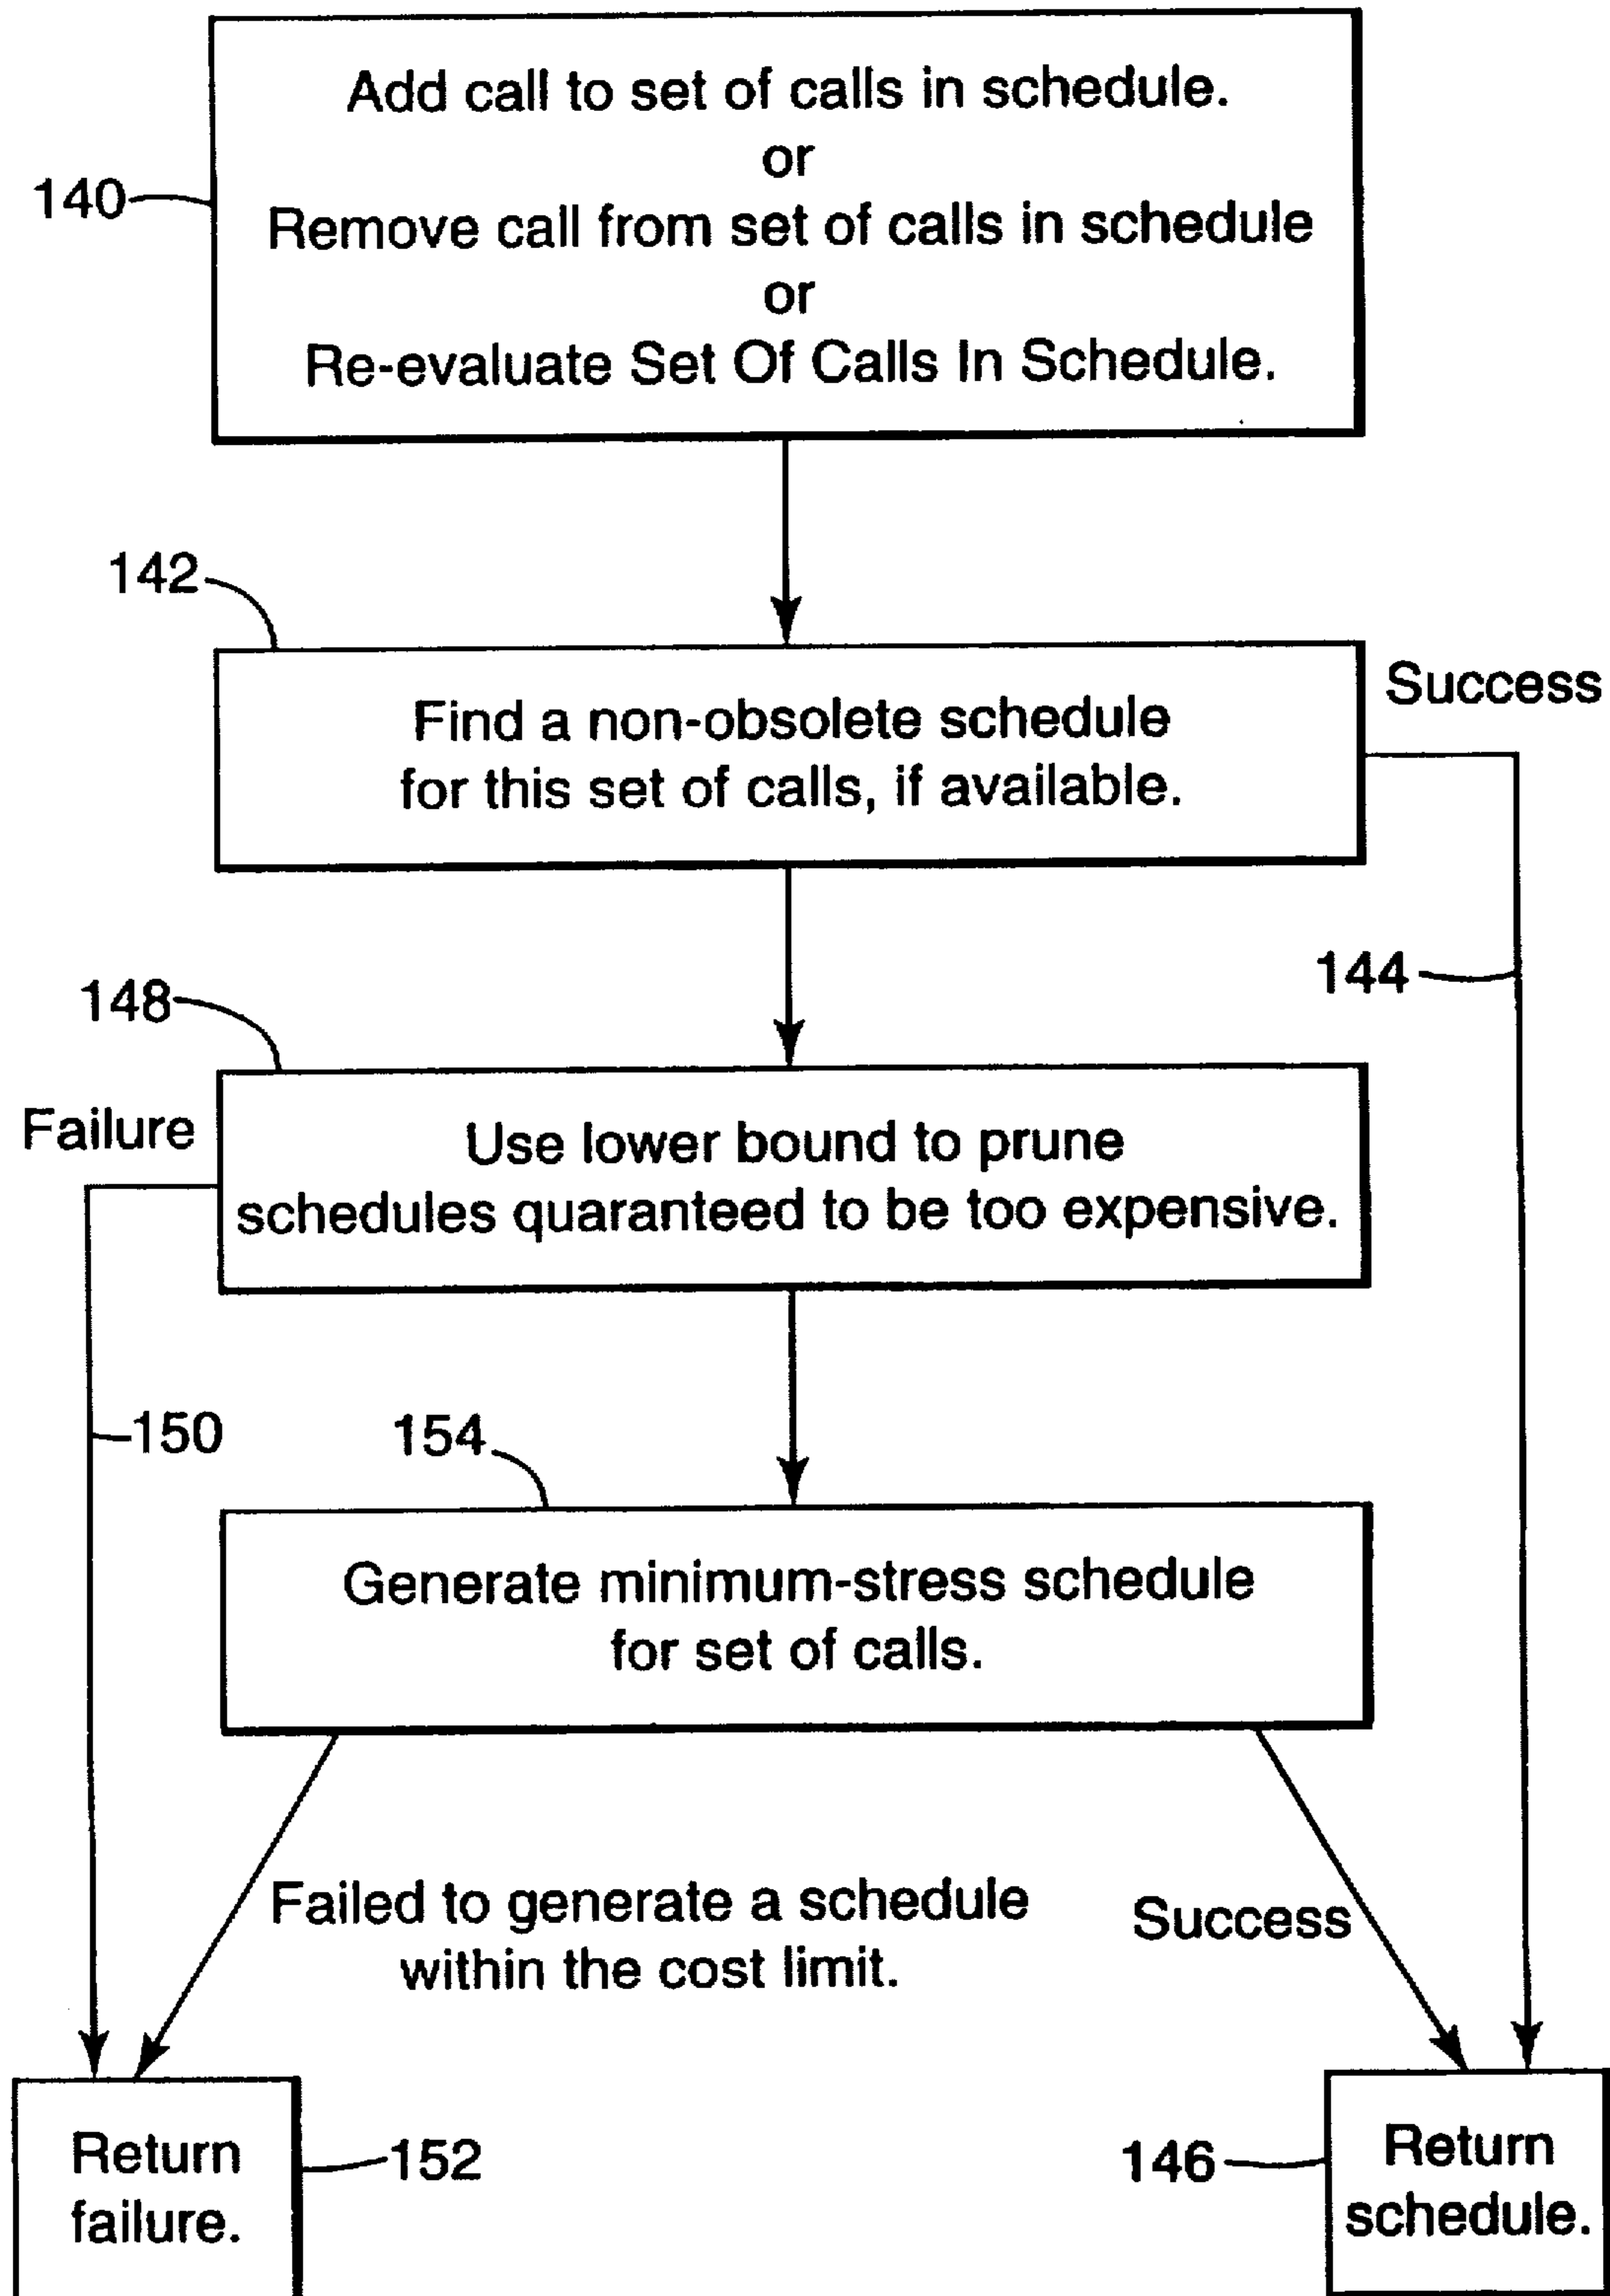 Add call to set of calls in schedule.
or
Remove call from set of calls in schedule
or
Re-evaluate Set Of Calls In Schedule.
140
142
Find a non-obsolete schedule
for this set of calls, if available.
Success
144
148
Failure
Use lower bound to prune
schedules quaranteed to be too expensive.
150
154
Generate minimum-stress schedule
for set of calls.
Failed to generate a schedule
within the cost limit.
Success
Return
failure.
152
146
Return
schedule.